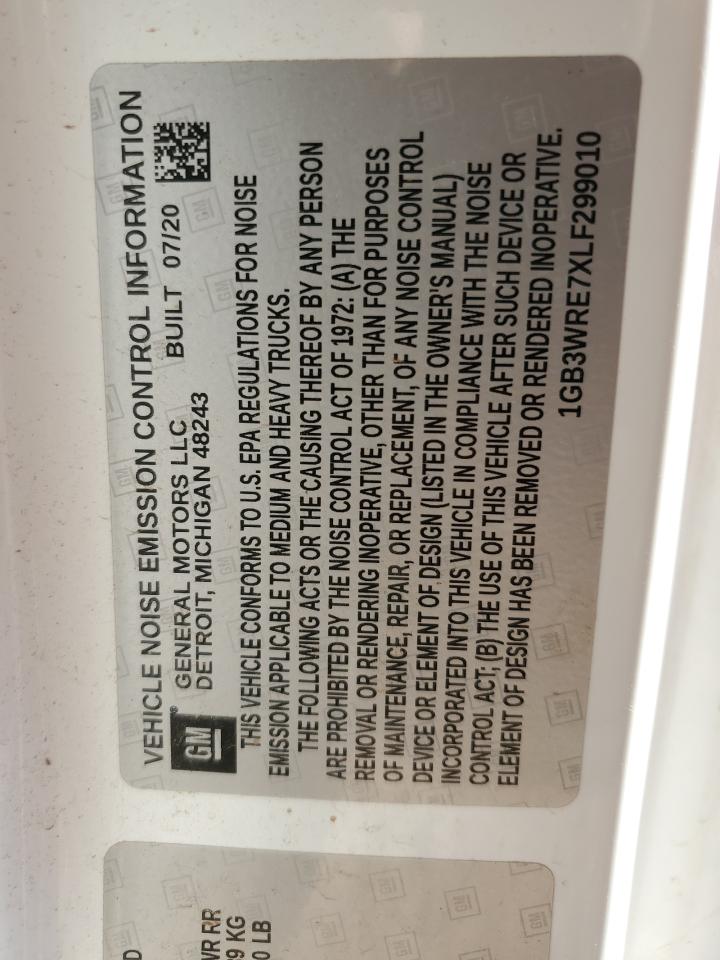 VEHICLE NOISE EMISSION CONTROL INFORMATION
GM®
GENERAL MOTORS LLC
DETROIT, MICHIGAN 48243
BUILT 07/20
THIS VEHICLE CONFORMS TO U.S. EPA REGULATIONS FOR NOISE
EMISSION APPLICABLE TO MEDIUM AND HEAVY TRUCKS.
THE FOLLOWING ACTS OR THE CAUSING THEREOF BY ANY PERSON
ARE PROHIBITED BY THE NOISE CONTROL ACT OF 1972: (A) THE
REMOVAL OR RENDERING INOPERATIVE, OTHER THAN FOR PURPOSES
OF MAINTENANCE, REPAIR, OR REPLACEMENT, OF ANY NOISE CONTROL
DEVICE OR ELEMENT OF DESIGN (LISTED IN THE OWNER'S MANUAL)
INCORPORATED INTO THIS VEHICLE IN COMPLIANCE WITH THE NOISE
CONTROL ACT; (B) THE USE OF THIS VEHICLE AFTER SUCH DEVICE OR
ELEMENT OF DESIGN HAS BEEN REMOVED OR RENDERED INOPERATIVE.
1GB3WRE7XLF299010
RR
9 KG
0 LB